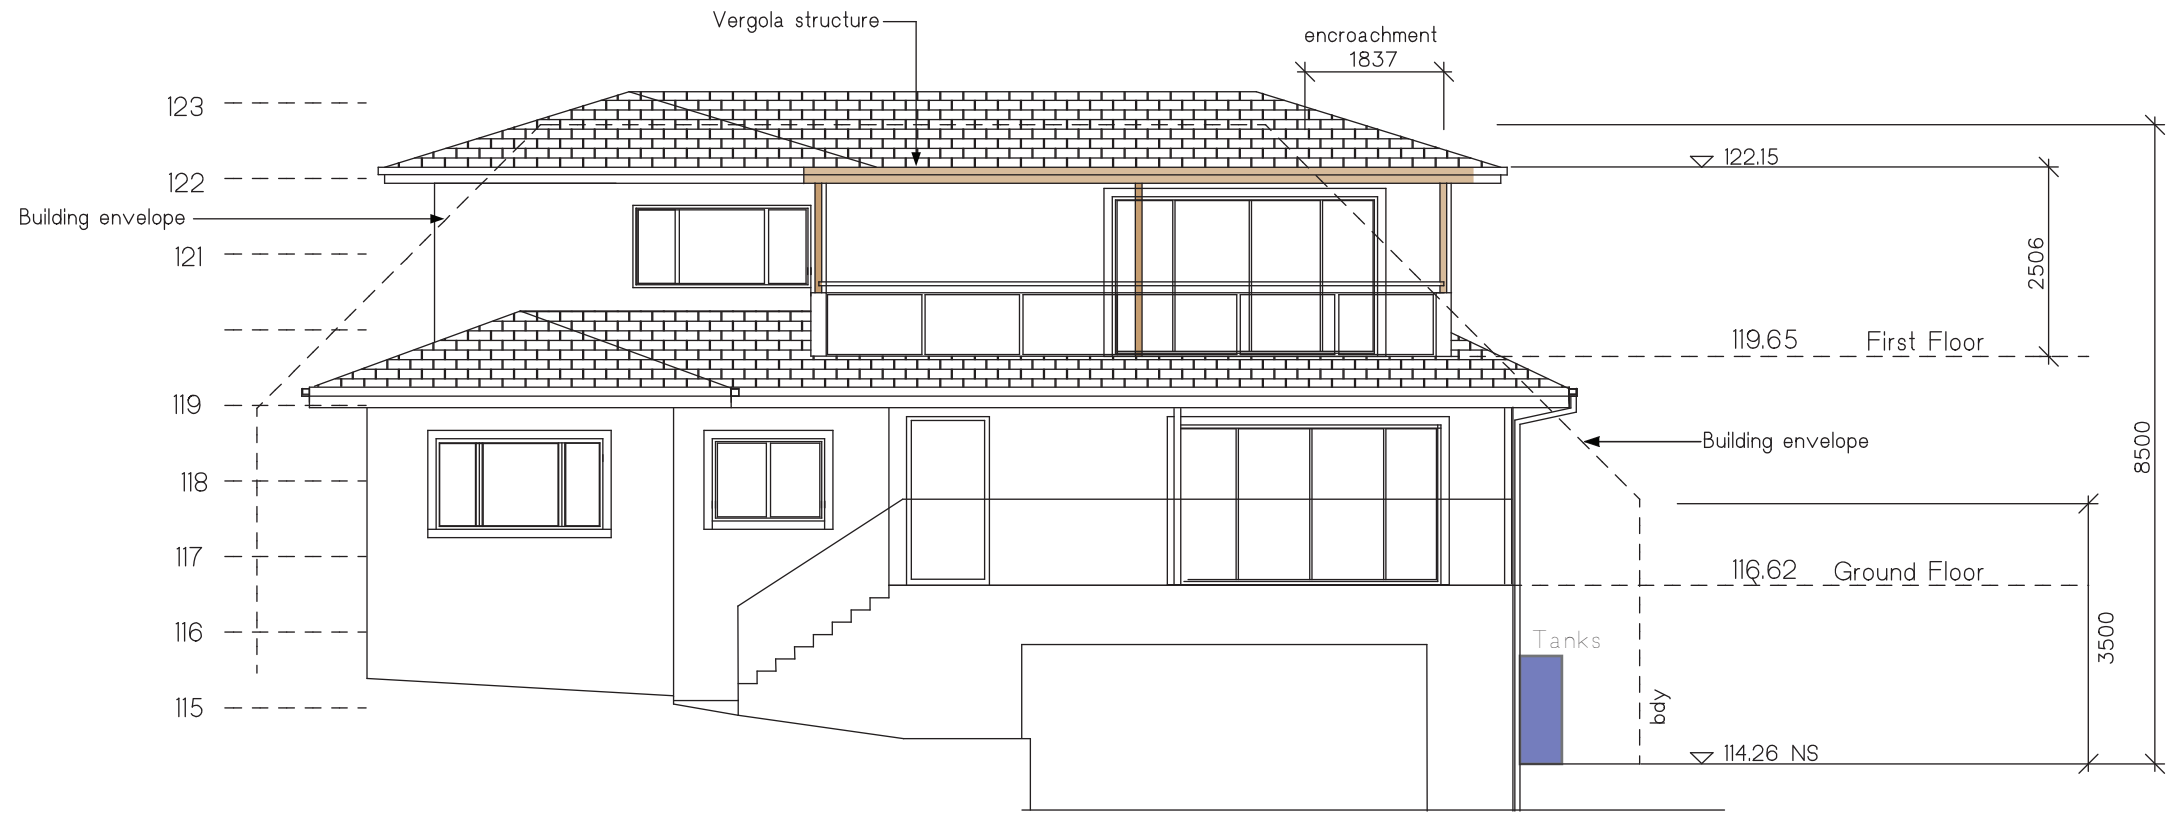 Vergola structure
encroachment
1837
123
122.15
122
Building envelope
121
2506
119.65 First Floor
119
Building envelope
8500
118
117
116.62 Ground Floor
116
Tanks
3500
115
bdy
114.26 NS